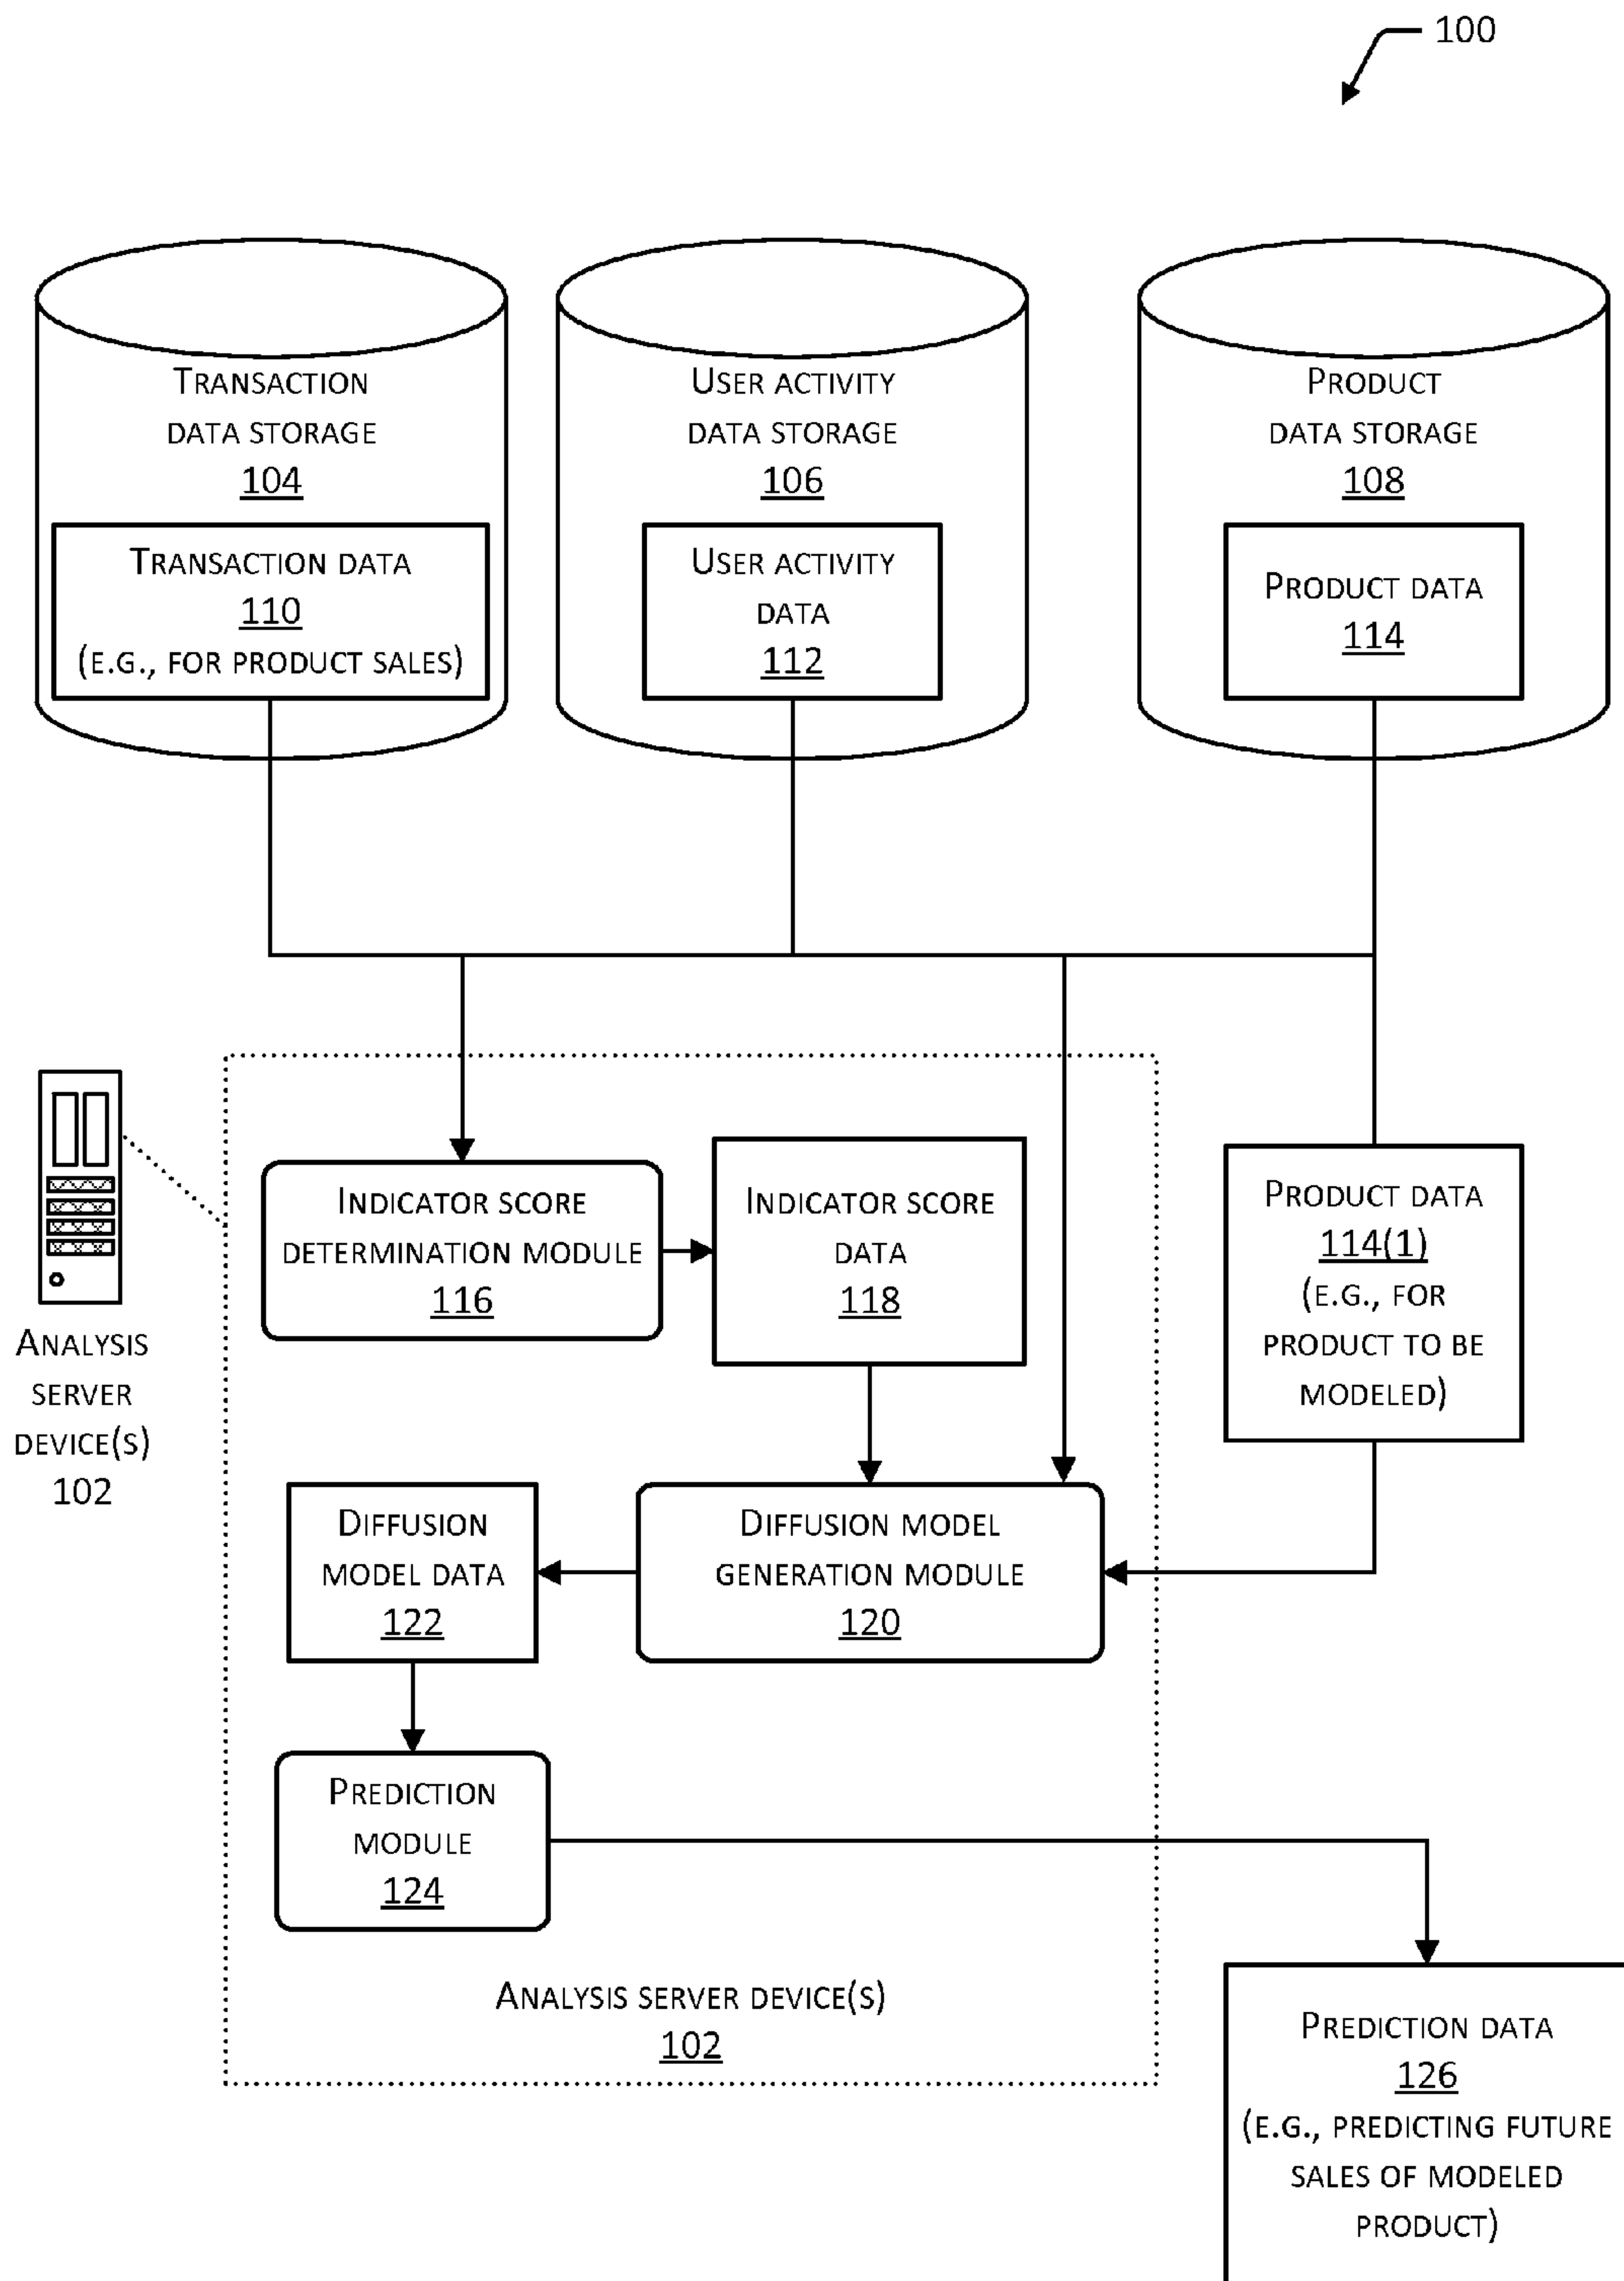 100
TRANSACTION
DATA STORAGE
104
TRANSACTION DATA
110
(E.G., FOR PRODUCT SALES)
USER ACTIVITY
DATA STORAGE
106
USER ACTIVITY
DATA
112
PRODUCT
DATA STORAGE
108
PRODUCT DATA
114
ANALYSIS
SERVER
DEVICE(S)
102
INDICATOR SCORE
DETERMINATION MODULE
116
INDICATOR SCORE
DATA
118
PRODUCT DATA
114(1)
(E.G., FOR
PRODUCT TO BE
MODELED)
DIFFUSION
MODEL DATA
122
DIFFUSION MODEL
GENERATION MODULE
120
PREDICTION
MODULE
124
ANALYSIS SERVER DEVICE(S)
102
PREDICTION DATA
126
(E.G., PREDICTING FUTURE
SALES OF MODELED
PRODUCT)